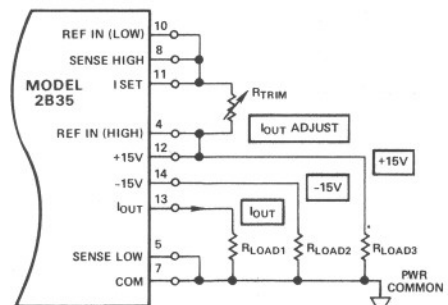 MODEL
2B35
REF IN (LOW) 10
SENSE HIGH 8
I SET 11
RTRIM
REF IN (HIGH) 4
IOUT ADJUST
+15V 12
+15V
-15V 14
-15V
IOUT 13
IOUT
SENSE LOW 5
RLOAD1 RLOAD2 RLOAD3
COM 7
PWR
COMMON